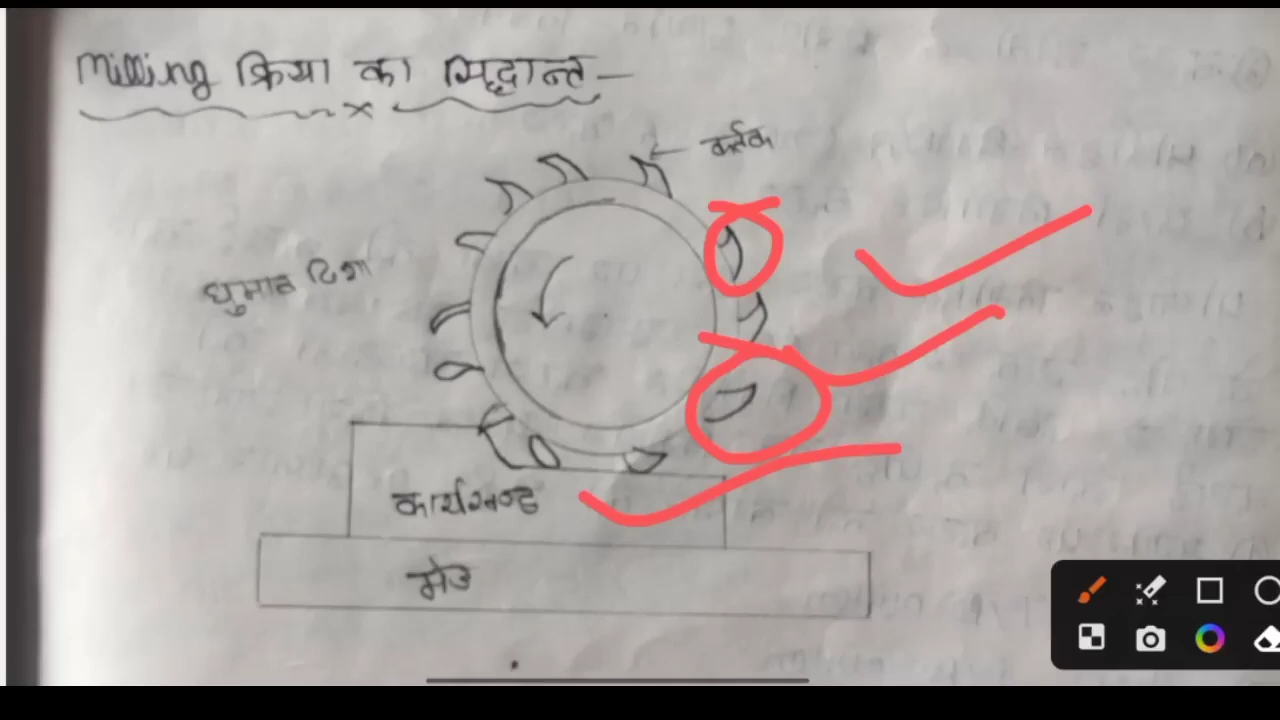 Milling क्रिया का सिद्धान्त —
कर्तक
घुमाव दिशा
कार्यखण्ड
मेज